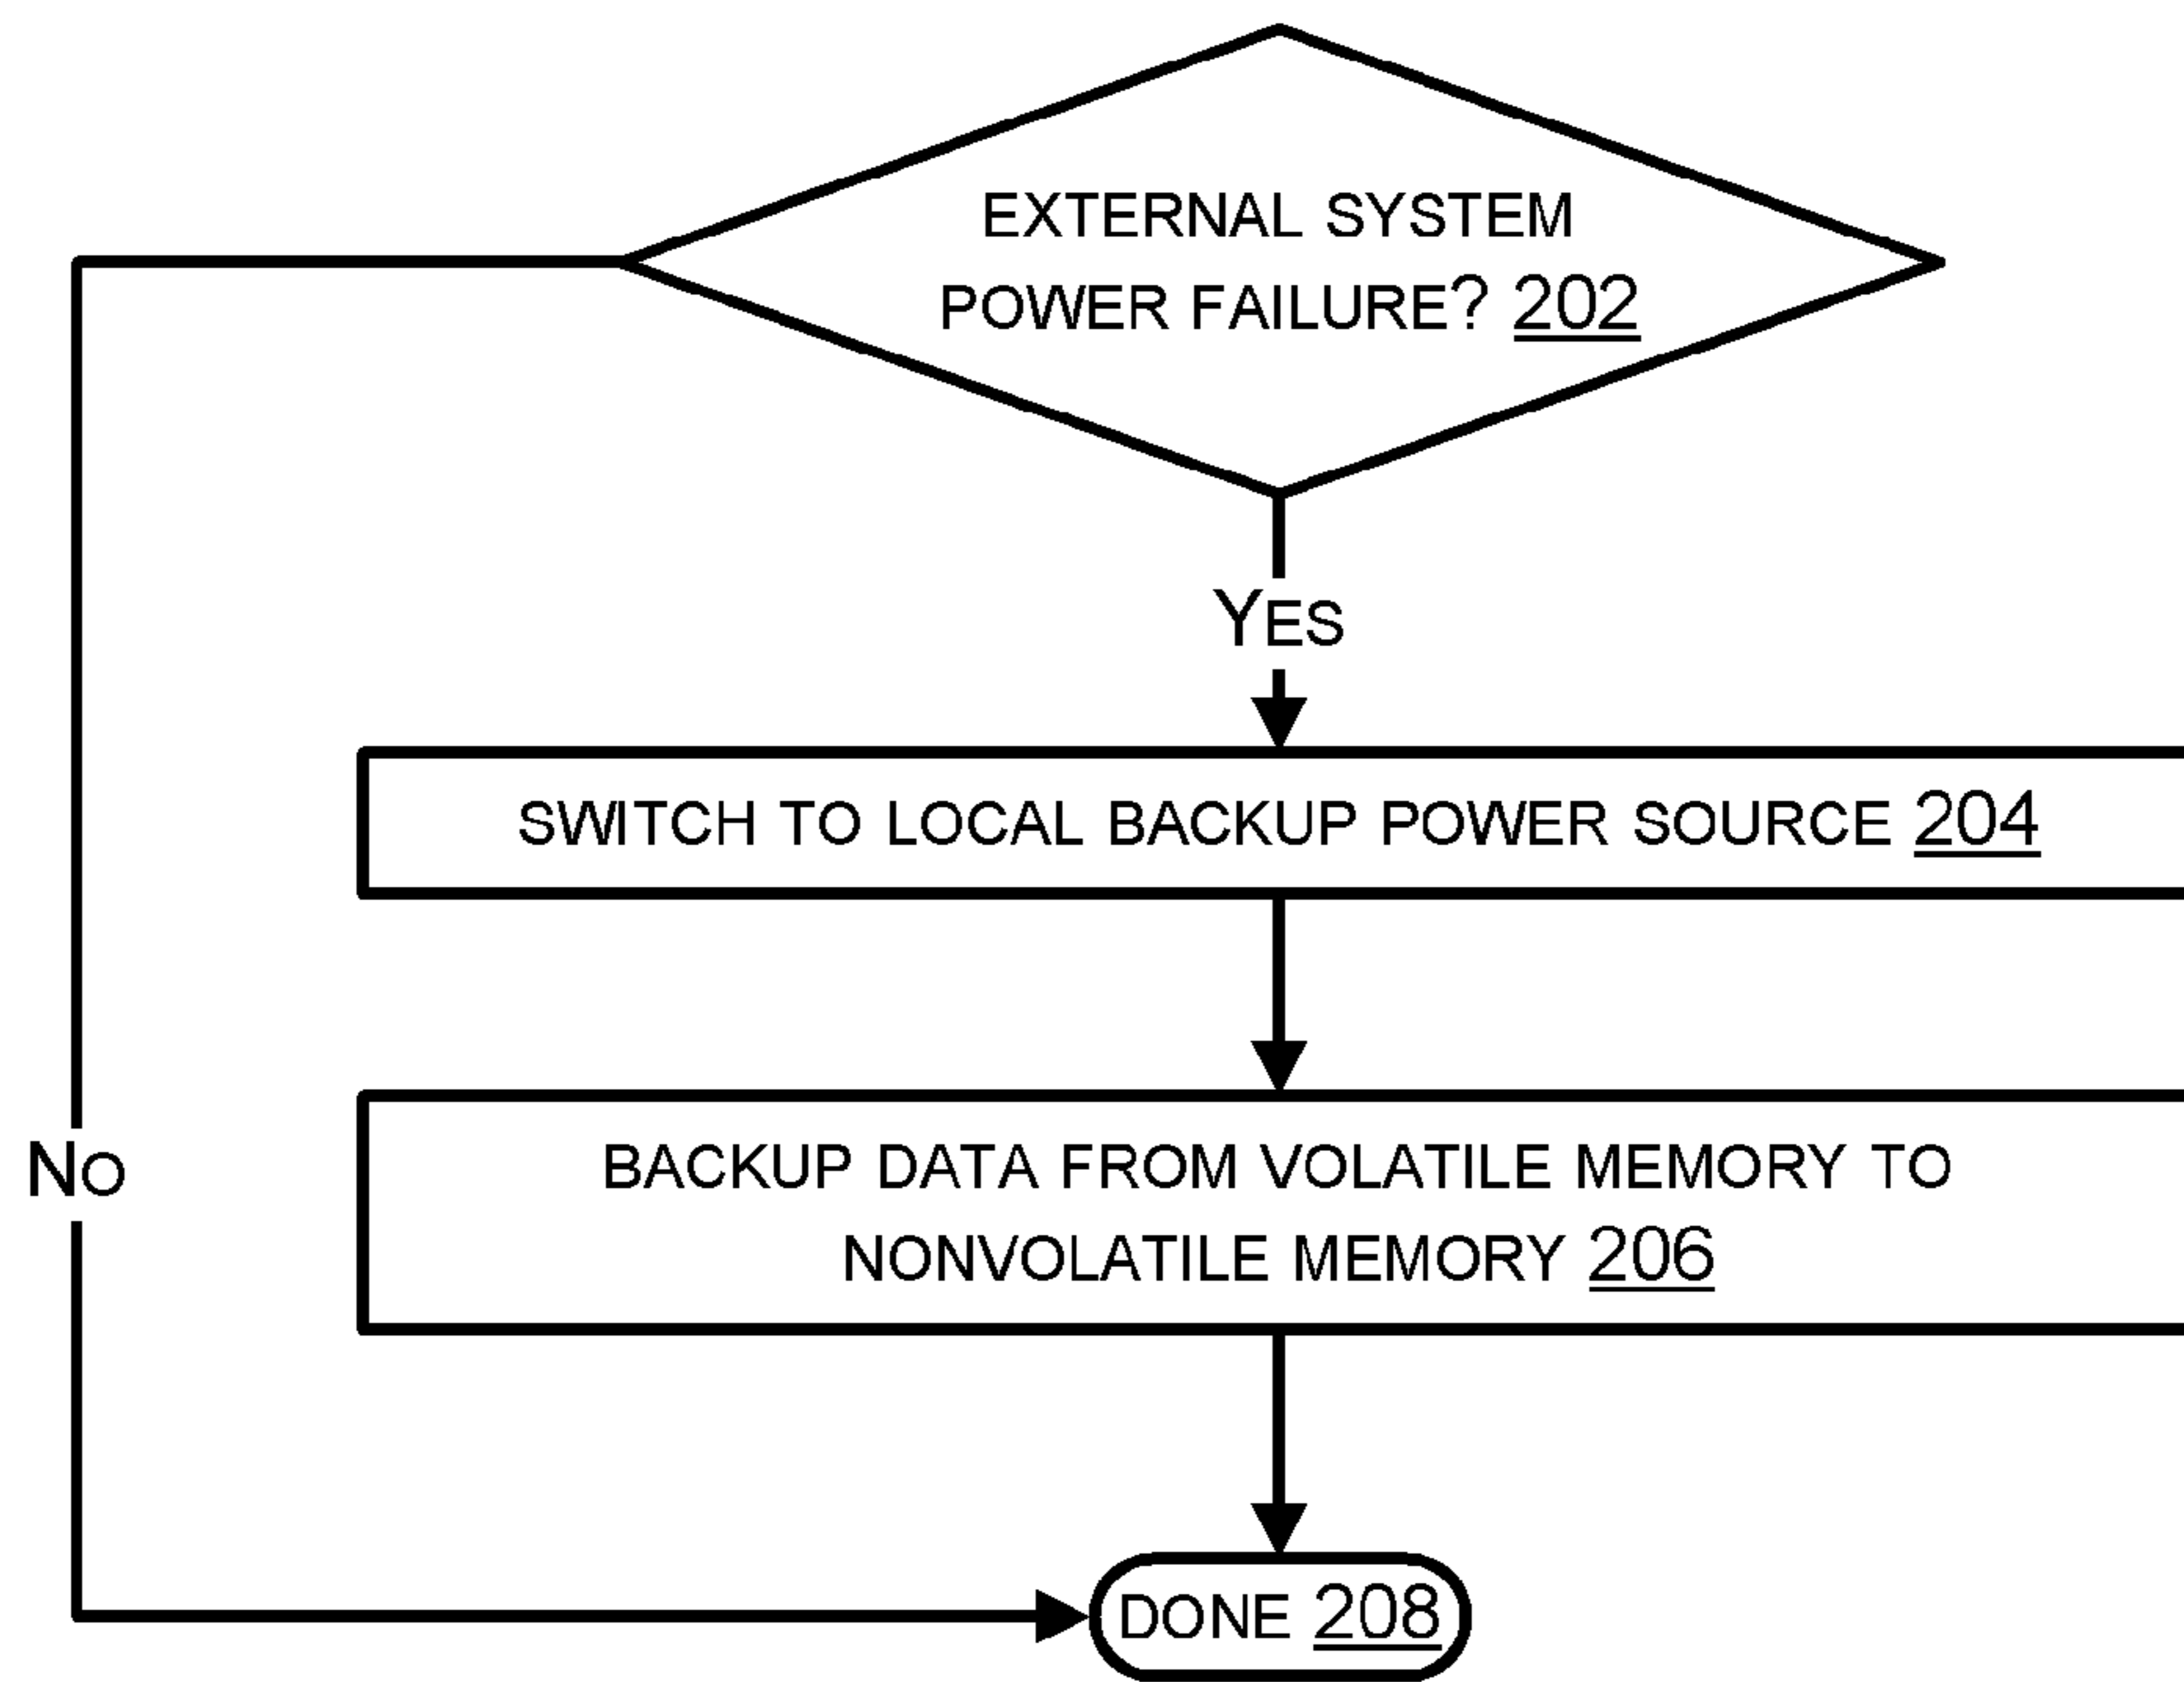 EXTERNAL SYSTEM
POWER FAILURE? 202
YES
SWITCH TO LOCAL BACKUP POWER SOURCE 204
BACKUP DATA FROM VOLATILE MEMORY TO
NONVOLATILE MEMORY 206
NO
DONE 208